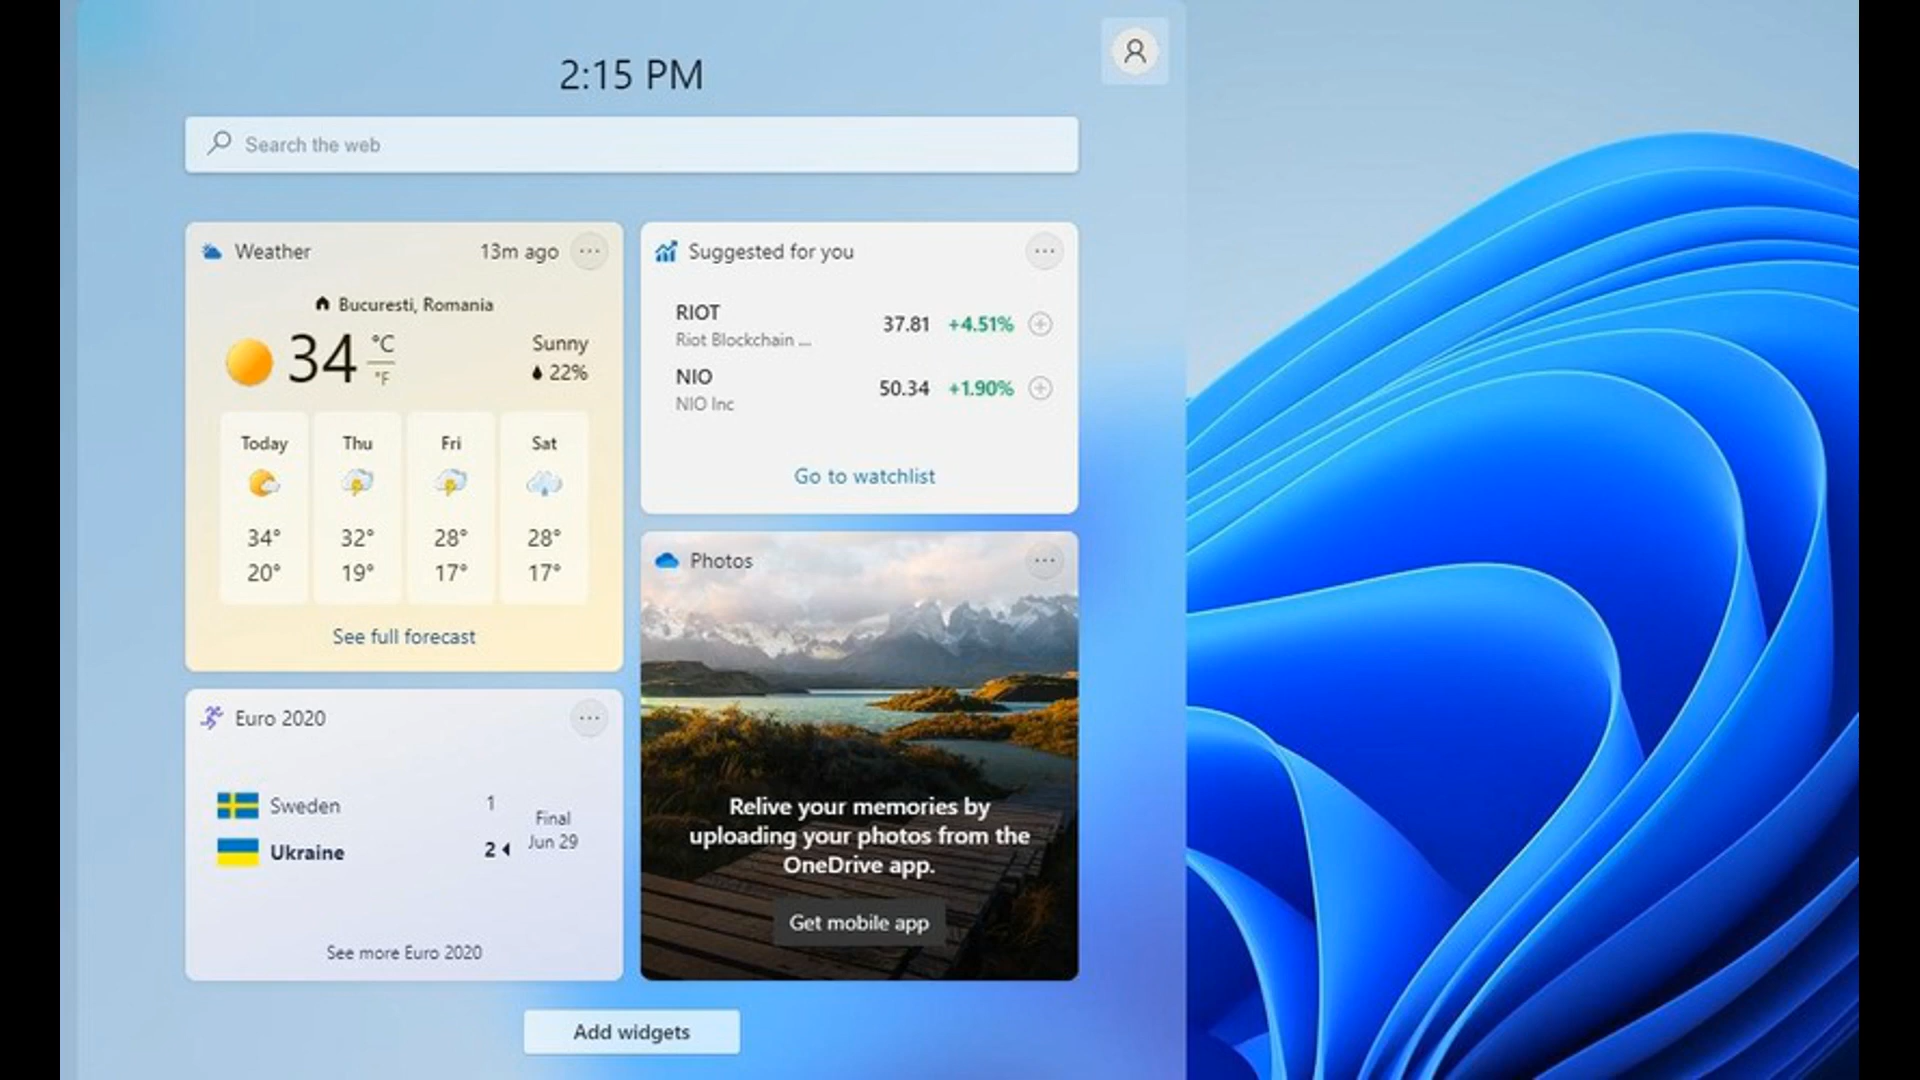 2:15 PM
Search the web
Weather
13m ago
Bucuresti, Romania
34 °C
°F
Sunny
22%
Today
Thu
Fri
Sat
34°
32°
28°
28°
20°
19°
17°
17°
See full forecast
Suggested for you
RIOT
37.81 +4.51%
Riot Blockchain ...
NIO
50.34 +1.90%
NIO Inc
Go to watchlist
Euro 2020
Sweden 1
Ukraine 2
Final
Jun 29
See more Euro 2020
Photos
Relive your memories by
uploading your photos from the
OneDrive app.
Get mobile app
Add widgets